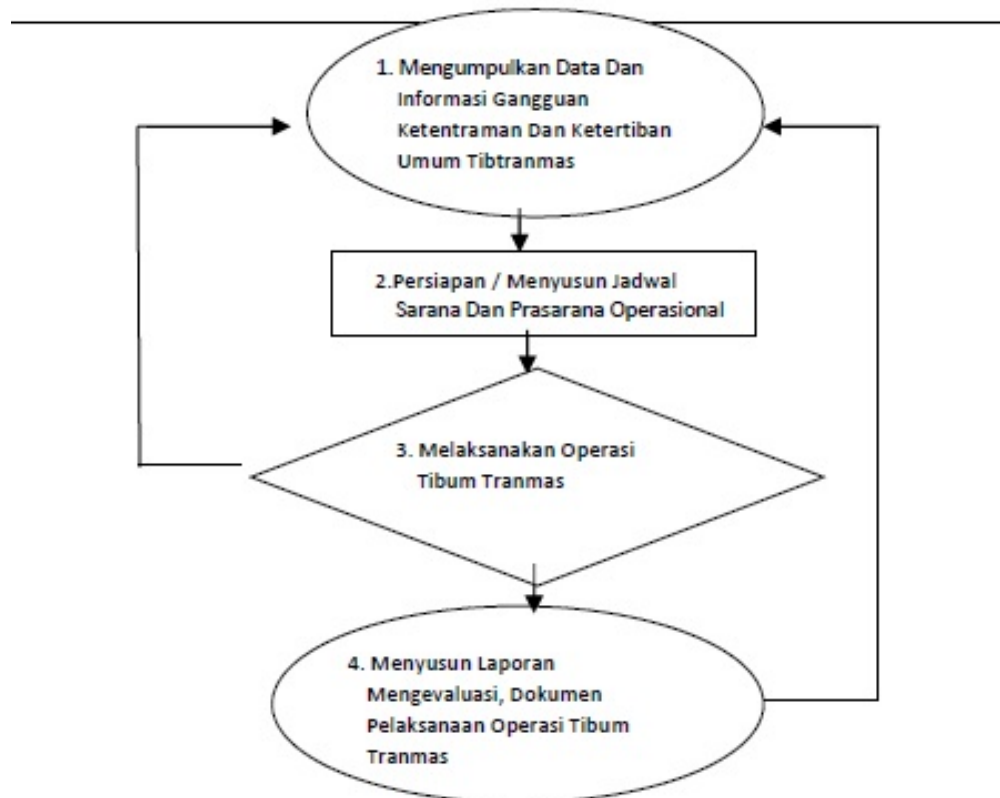 1. Mengumpulkan Data Dan
Informasi Gangguan
Ketentraman Dan Ketertiban
Umum Tibtranmas
2.Persiapan / Menyusun Jadwal
Sarana Dan Prasarana Operasional
3. Melaksanakan Operasi
Tibum Tranmas
4. Menyusun Laporan
Mengevaluasi, Dokumen
Pelaksanaan Operasi Tibum
Tranmas